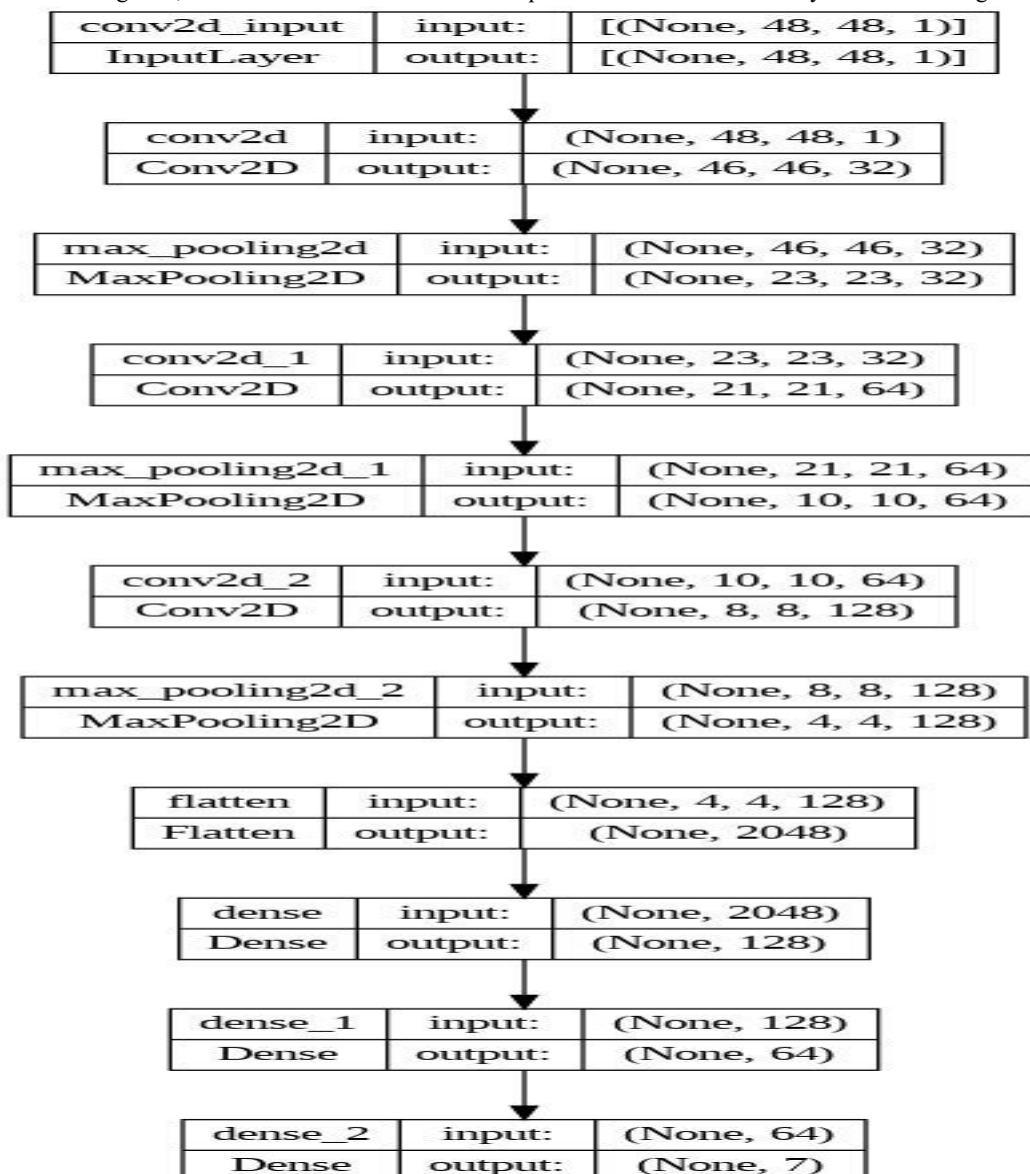 conv2d_input input: [(None, 48, 48, 1)]
InputLayer output: [(None, 48, 48, 1)]
conv2d input: (None, 48, 48, 1)
Conv2D output: (None, 46, 46, 32)
max_pooling2d input: (None, 46, 46, 32)
MaxPooling2D output: (None, 23, 23, 32)
conv2d_1 input: (None, 23, 23, 32)
Conv2D output: (None, 21, 21, 64)
max_pooling2d_1 input: (None, 21, 21, 64)
MaxPooling2D output: (None, 10, 10, 64)
conv2d_2 input: (None, 10, 10, 64)
Conv2D output: (None, 8, 8, 128)
max_pooling2d_2 input: (None, 8, 8, 128)
MaxPooling2D output: (None, 4, 4, 128)
flatten input: (None, 4, 4, 128)
Flatten output: (None, 2048)
dense input: (None, 2048)
Dense output: (None, 128)
dense_1 input: (None, 128)
Dense output: (None, 64)
dense_2 input: (None, 64)
Dense output: (None, 7)